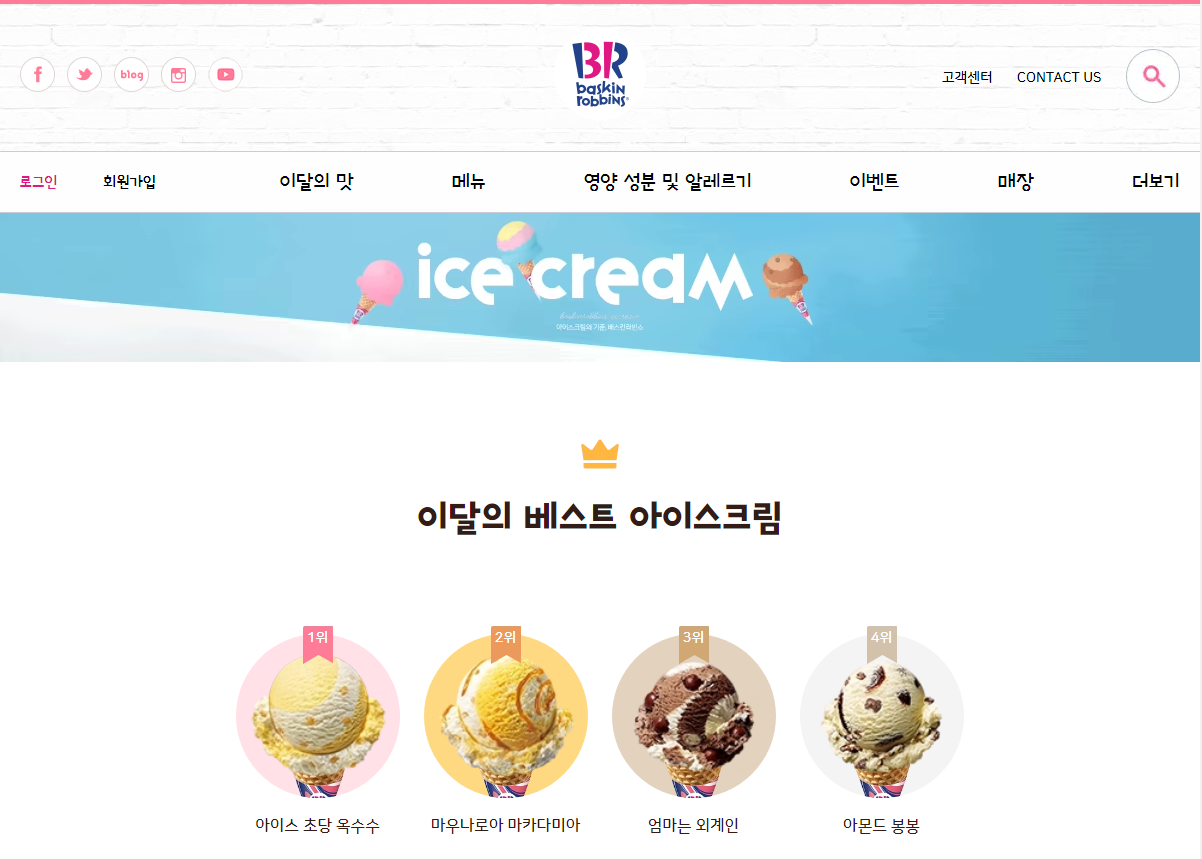 blog
BR
baskin
robbins
고객센터 CONTACT US
로그인 회원가입 이달의 맛 메뉴 영양 성분 및 알레르기 이벤트 매장 더보기
ice cream
아이스크림의 기준, 배스킨라빈스
이달의 베스트 아이스크림
1위 2위 3위 4위
아이스 초당 옥수수 마우나로아 마카다미아 엄마는 외계인 아몬드 봉봉